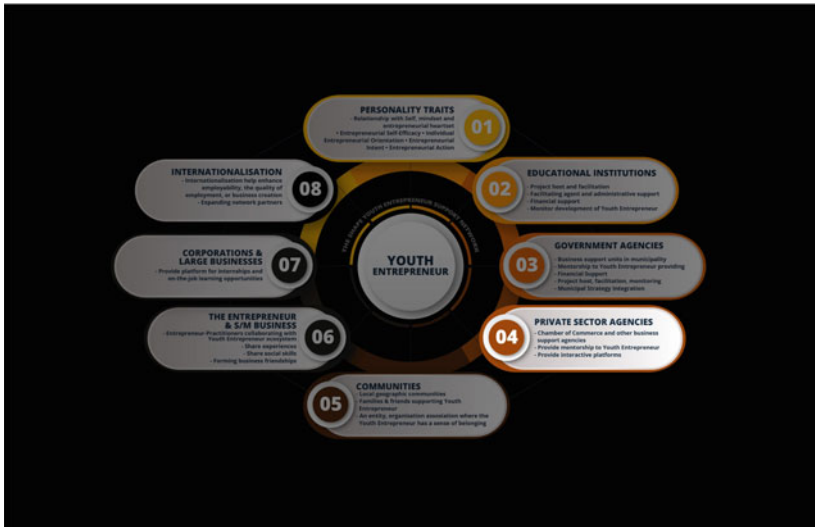 PERSONALITY TRAITS
- Relationship with Self, mindset and
entrepreneurial heartset
• Entrepreneurial Self-Efficacy • Individual
Entrepreneurial Orientation • Entrepreneurial
Intent • Entrepreneurial Action
01
EDUCATIONAL INSTITUTIONS
- Project host and facilitation
- Facilitating agent and administrative support
- Financial support
- Monitor development of Youth Entrepreneur
02
GOVERNMENT AGENCIES
- Business support units in municipality
- Mentorship to Youth Entrepreneur providing
- Financial Support
- Project host, facilitation, monitoring
- Municipal Strategy Integration
03
PRIVATE SECTOR AGENCIES
- Chamber of Commerce and other business
support agencies
- Provide mentorship to Youth Entrepreneur
- Provide interactive platforms
04
COMMUNITIES
- Local geographic communities
- Families & friends supporting Youth
Entrepreneur
- An entity, organisation association where the
Youth Entrepreneur has a sense of belonging
05
THE ENTREPRENEUR
& S/M BUSINESS
- Entrepreneur-Practitioners collaborating with
Youth Entrepreneur ecosystem
- Share experiences
- Share social skills
- Forming business friendships
06
CORPORATIONS &
LARGE BUSINESSES
- Provide platform for internships and
on-the-job learning opportunities
07
INTERNATIONALISATION
- Internationalisation help enhance
employability, the quality of
employment, or business creation
- Expanding network partners
08
THE SHAPE YOUTH ENTREPRENEUR SUPPORT NETWORK
YOUTH
ENTREPRENEUR